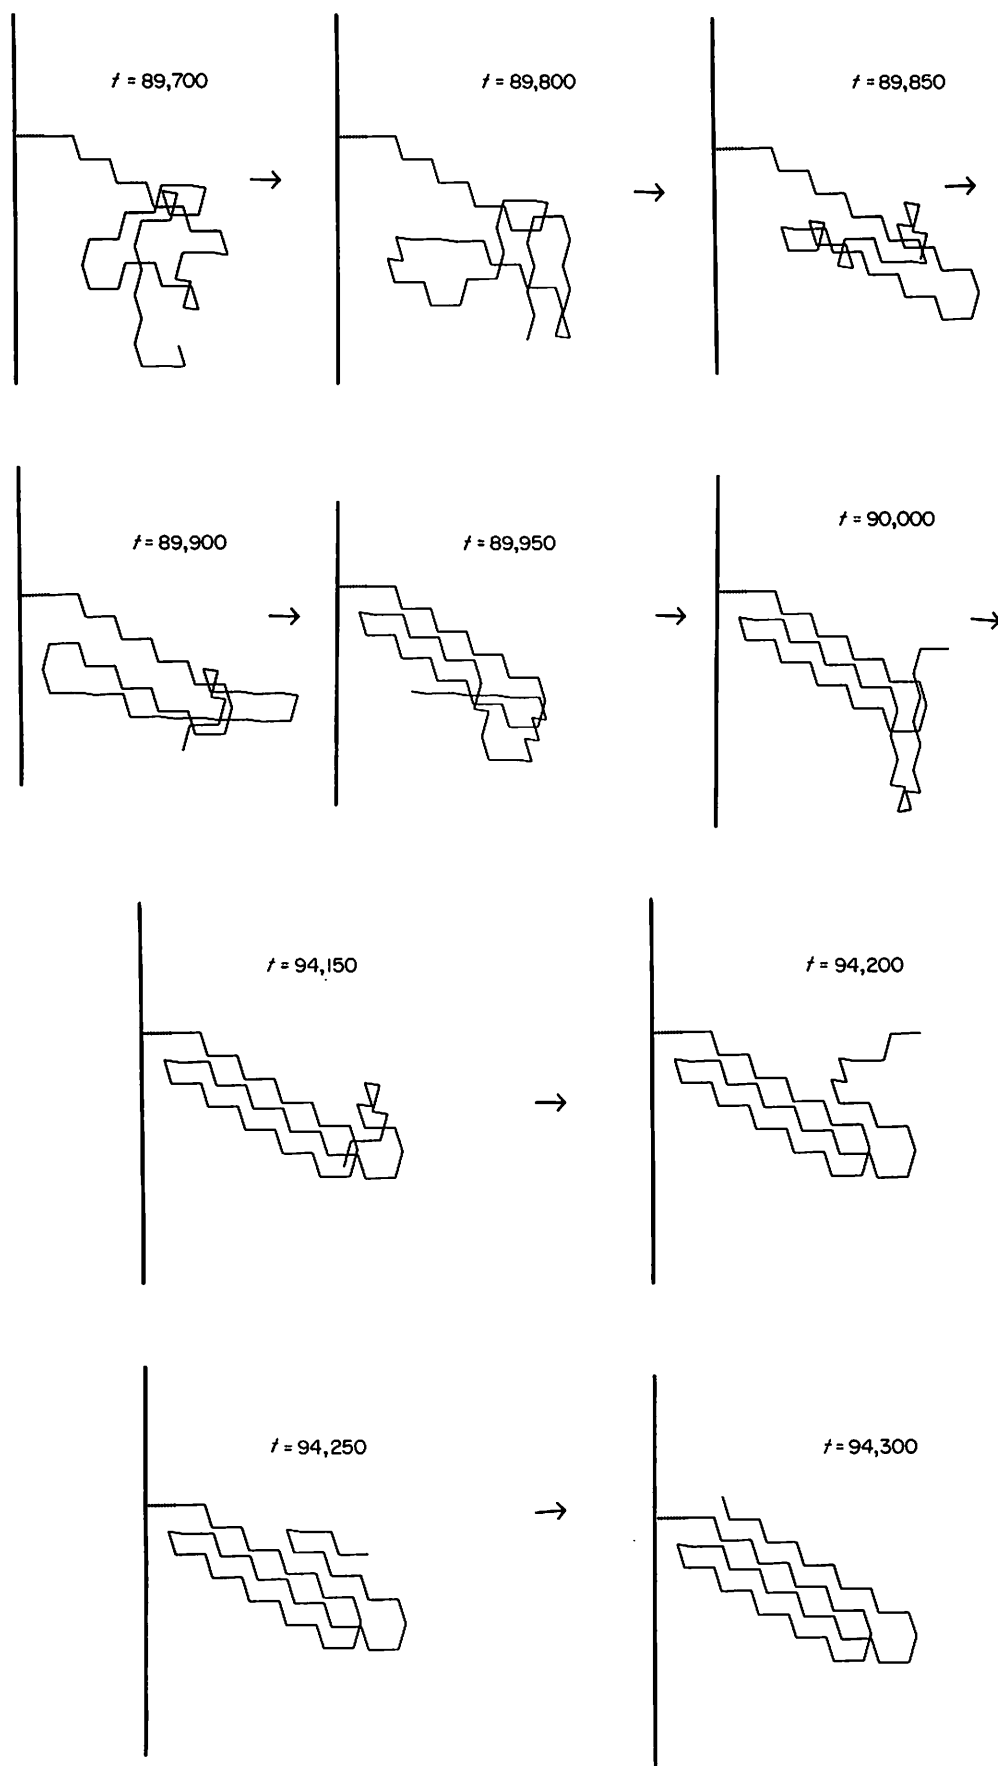 t = 89,700
t = 89,800
t = 89,850
t = 89,900
t = 89,950
t = 90,000
t = 94,150
t = 94,200
t = 94,250
t = 94,300